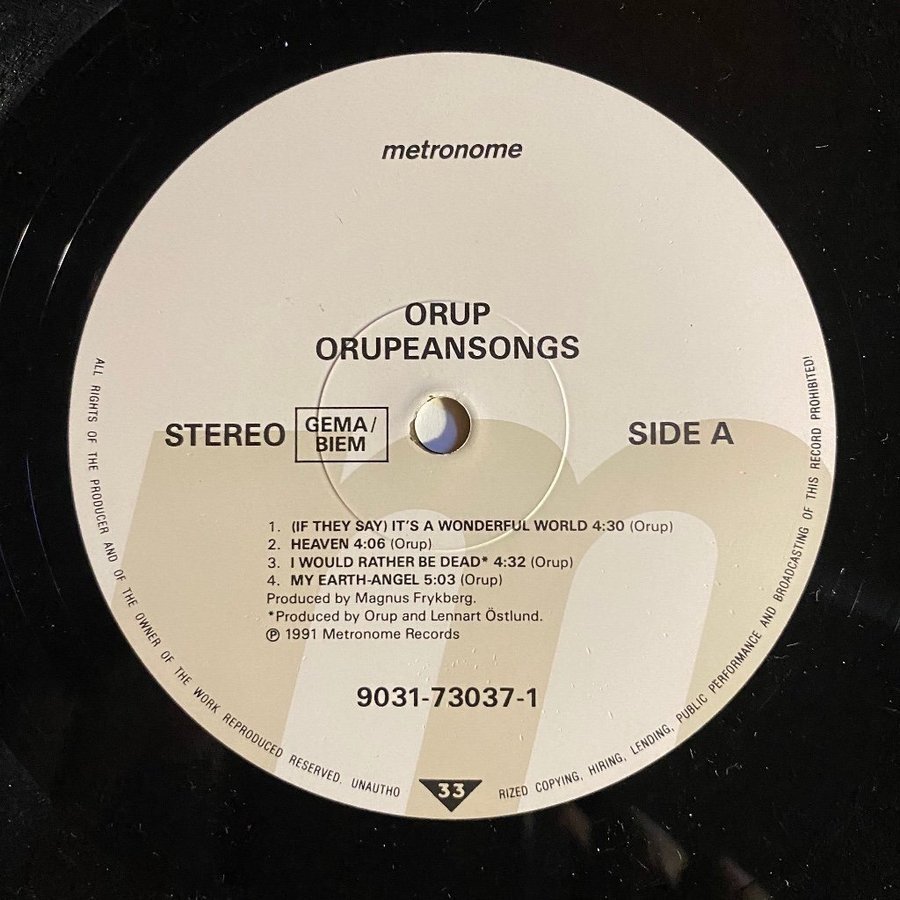 metronome
ORUP
ORUPEANSONGS
STEREO
GEMA/
BIEM
SIDE A
1. (IF THEY SAY) IT'S A WONDERFUL WORLD 4:30 (Orup)
2. HEAVEN 4:06 (Orup)
3. I WOULD RATHER BE DEAD* 4:32 (Orup)
4. MY EARTH-ANGEL 5:03 (Orup)
Produced by Magnus Frykberg.
*Produced by Orup and Lennart Östlund.
℗ 1991 Metronome Records
9031-73037-1
ALL RIGHTS OF THE PRODUCER AND OF THE OWNER OF THE WORK REPRODUCED RESERVED. UNAUTHO
33
RIZED COPYING, HIRING, LENDING, PUBLIC PERFORMANCE AND BROADCASTING OF THIS RECORD PROHIBITED!